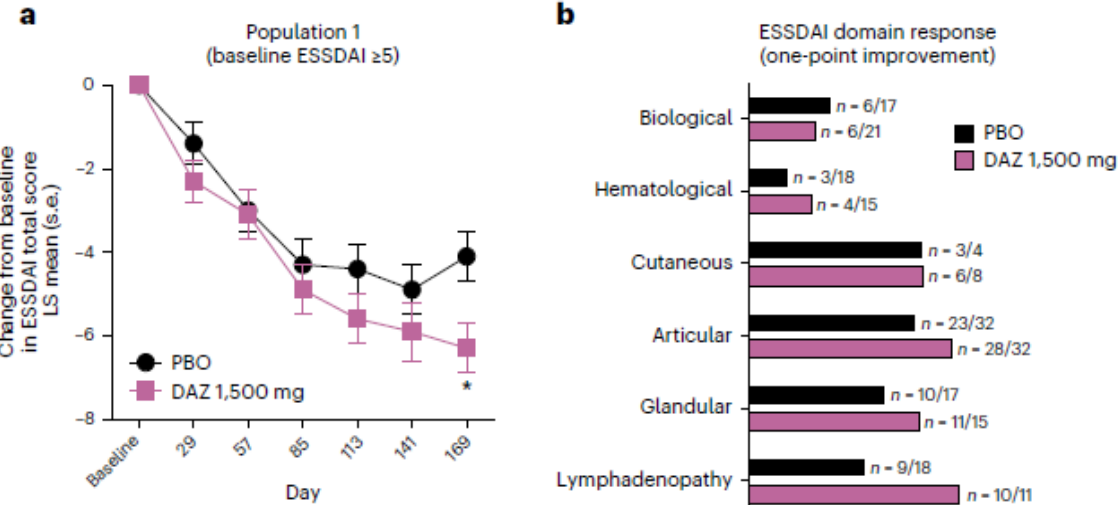 a
Population 1
(baseline ESSDAI ≥5)
Change from baseline
in ESSDAI total score
LS mean (s.e.)
0
−2
−4
−6
−8
PBO
DAZ 1,500 mg
*
Baseline
29
57
85
113
141
169
Day
b
ESSDAI domain response
(one-point improvement)
PBO
DAZ 1,500 mg
Biological
n = 6/17
n = 6/21
Hematological
n = 3/18
n = 4/15
Cutaneous
n = 3/4
n = 6/8
Articular
n = 23/32
n = 28/32
Glandular
n = 10/17
n = 11/15
Lymphadenopathy
n = 9/18
n = 10/11